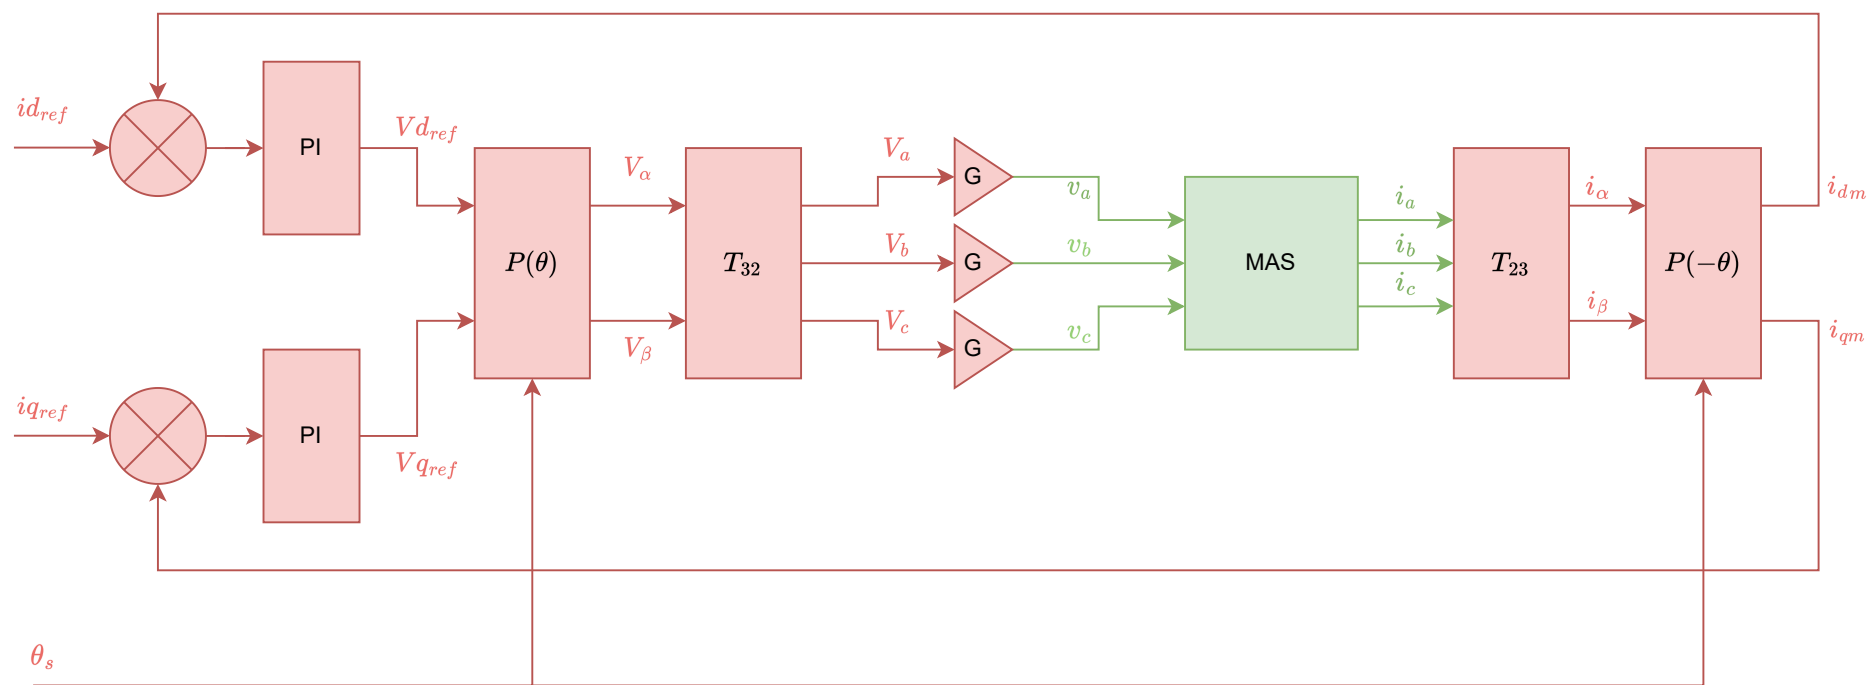 id_ref
PI
Vd_ref
P(θ)
V_α
V_β
T_32
V_a
V_b
V_c
G
G
G
v_a
v_b
v_c
MAS
i_a
i_b
i_c
T_23
i_α
i_β
P(−θ)
i_dm
i_qm
iq_ref
PI
Vq_ref
θ_s